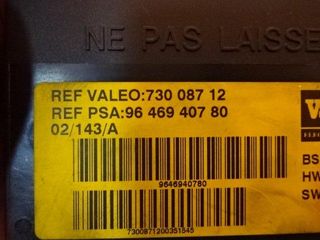 NE PAS LAISSE
REF VALEO:730 087 12
REF PSA:96 469 407 80
02/143/A
9646940780
BS
HW
SW
7300871200351545